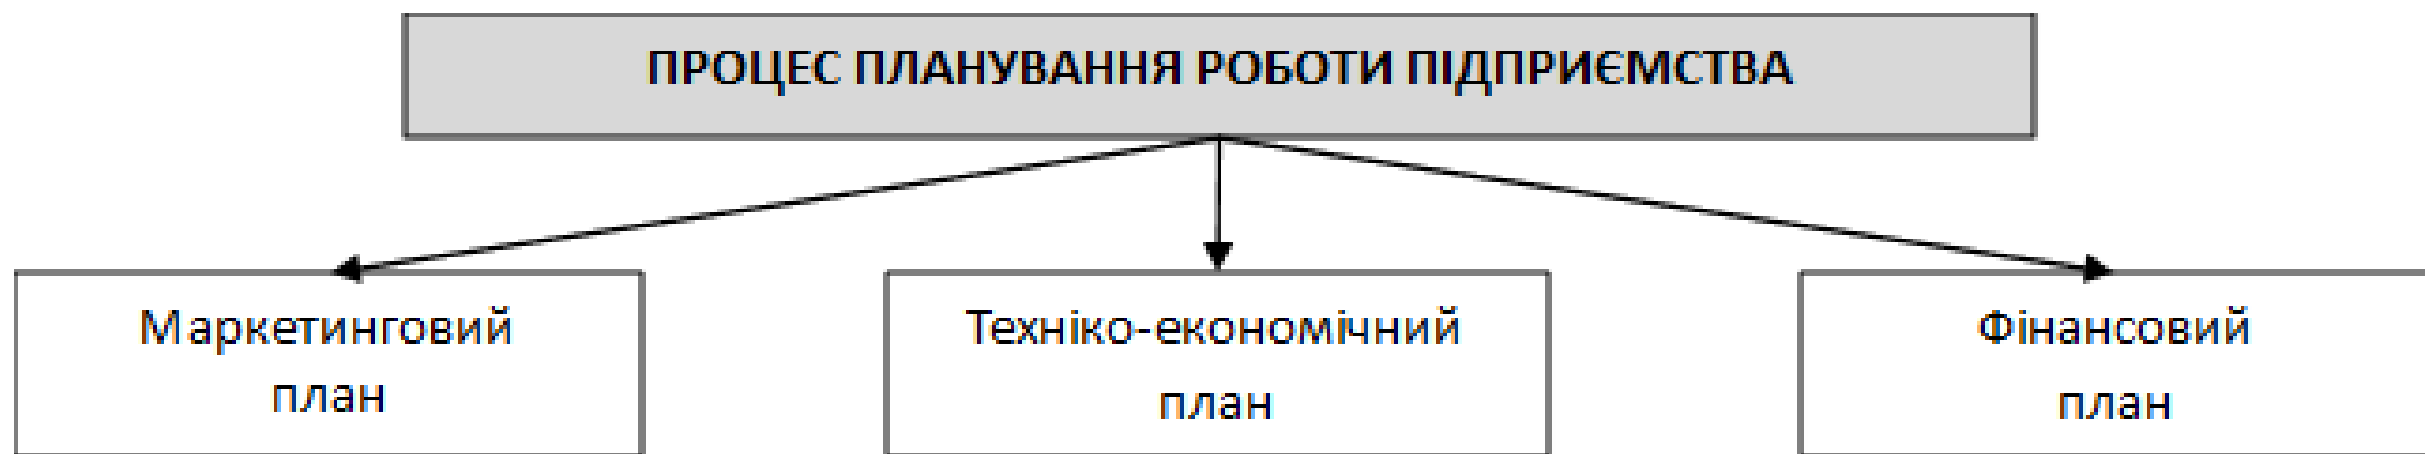 ПРОЦЕС ПЛАНУВАННЯ РОБОТИ ПІДПРИЄМСТВА
Маркетинговий
план
Техніко-економічний
план
Фінансовий
план